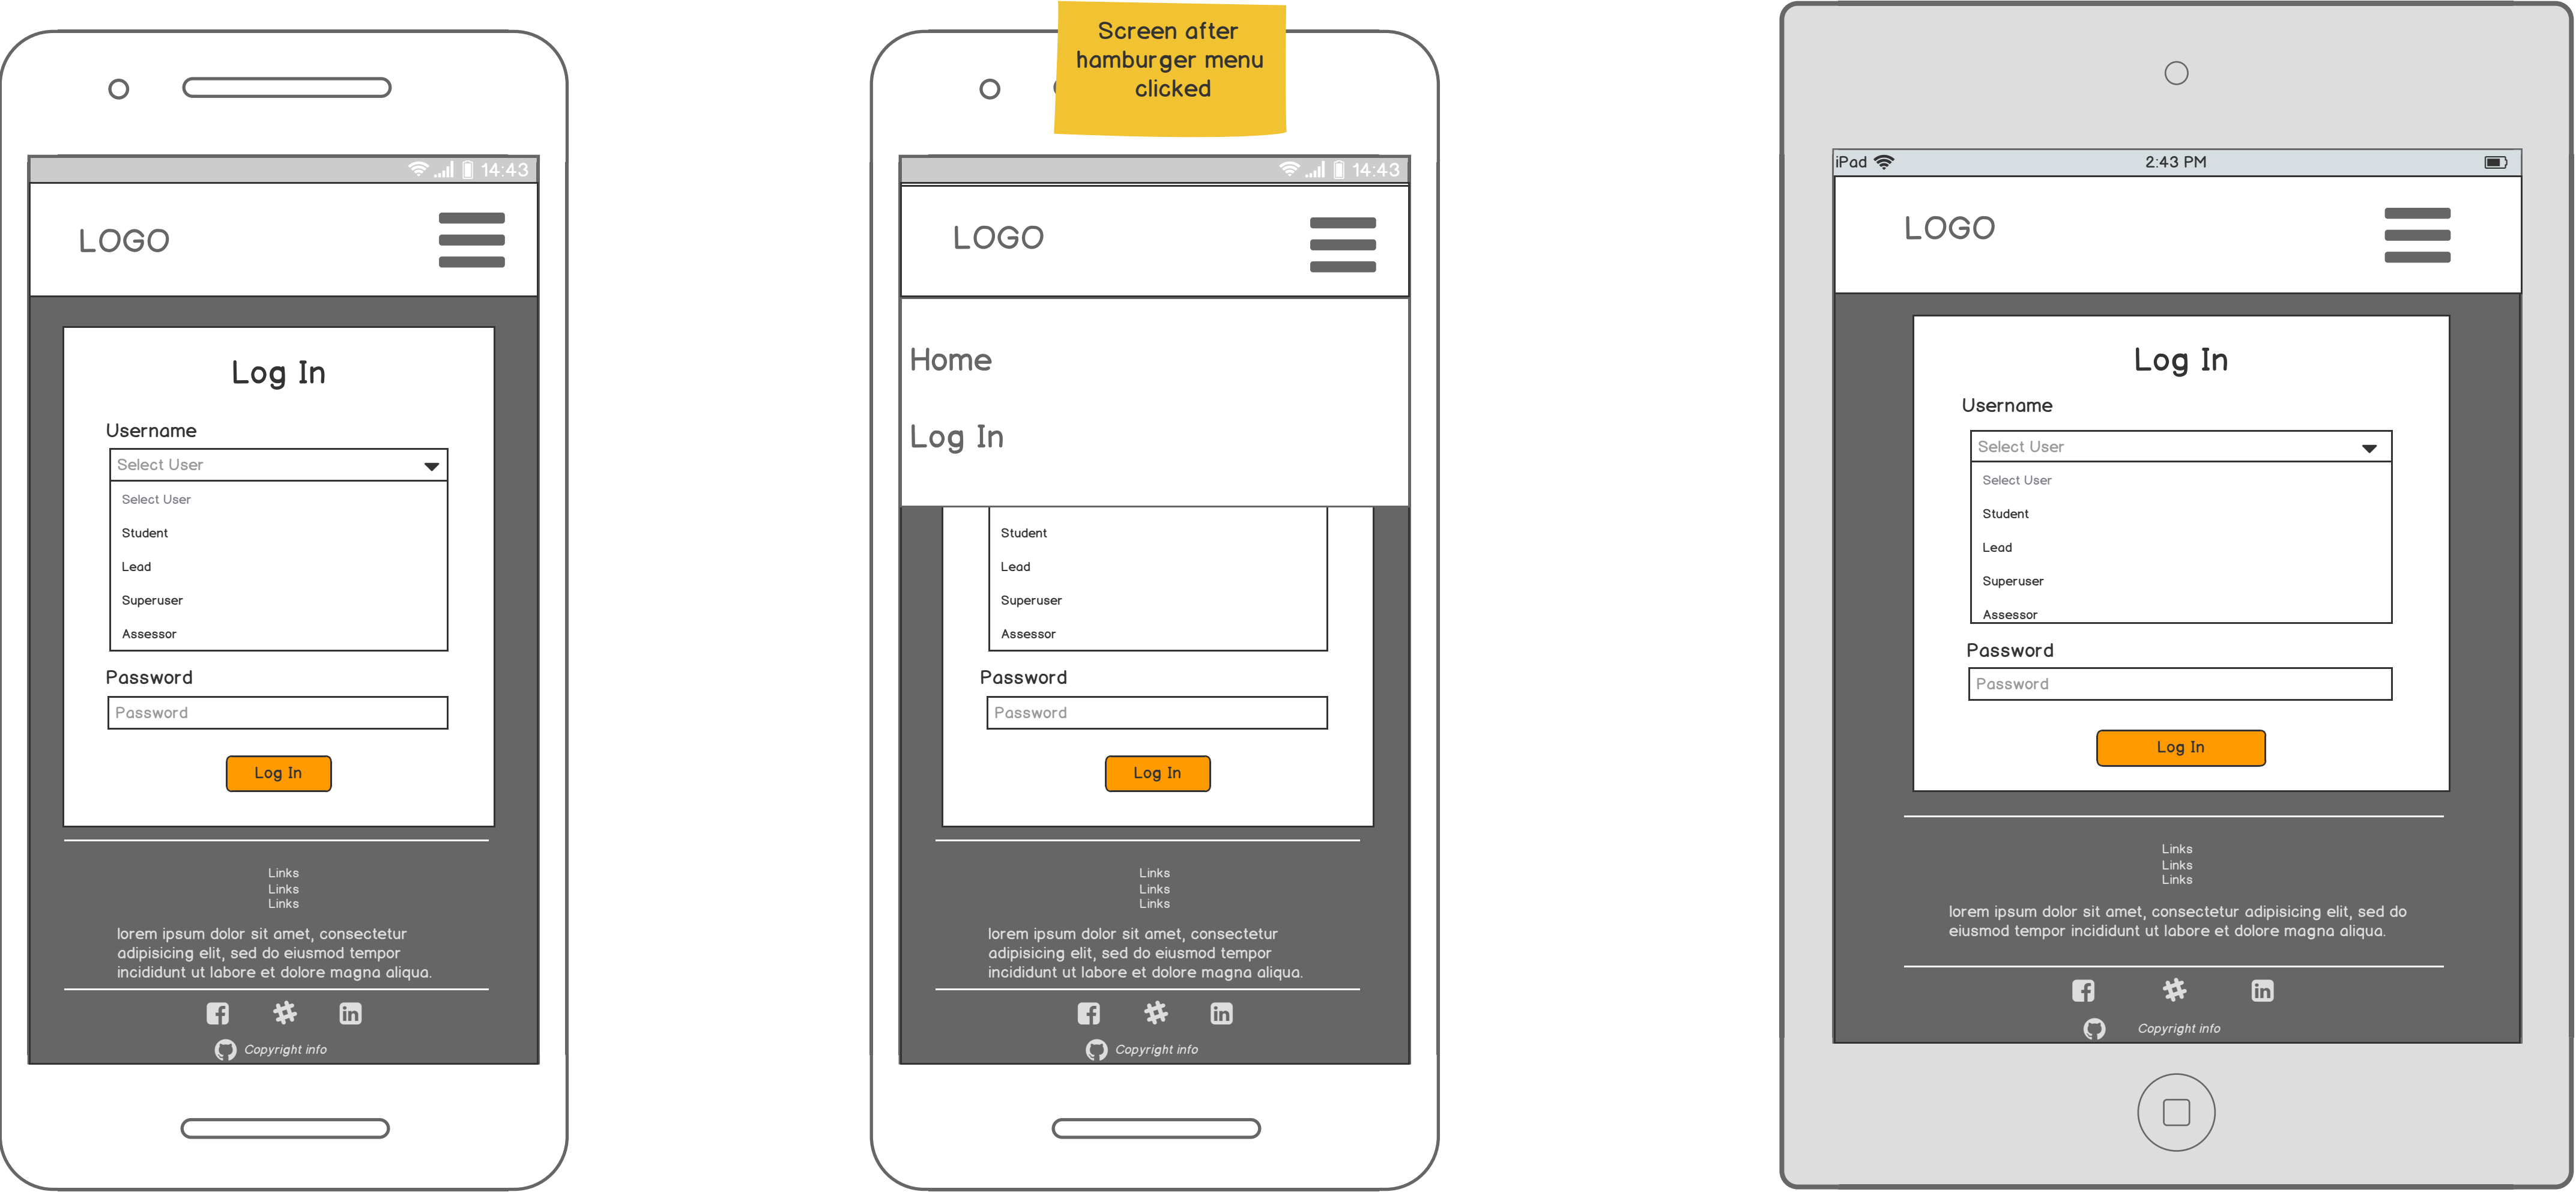 14:43
LOGO
Log In
Username
Select User
Select User
Student
Lead
Superuser
Assessor
Password
Password
Log In
Links
Links
Links
lorem ipsum dolor sit amet, consectetur
adipisicing elit, sed do eiusmod tempor
incididunt ut labore et dolore magna aliqua.
Copyright info
Screen after
hamburger menu
clicked
14:43
LOGO
Home
Log In
Student
Lead
Superuser
Assessor
Password
Password
Log In
Links
Links
Links
lorem ipsum dolor sit amet, consectetur
adipisicing elit, sed do eiusmod tempor
incididunt ut labore et dolore magna aliqua.
Copyright info
iPad 2:43 PM
LOGO
Log In
Username
Select User
Select User
Student
Lead
Superuser
Assessor
Password
Password
Log In
Links
Links
Links
lorem ipsum dolor sit amet, consectetur adipisicing elit, sed do
eiusmod tempor incididunt ut labore et dolore magna aliqua.
Copyright info